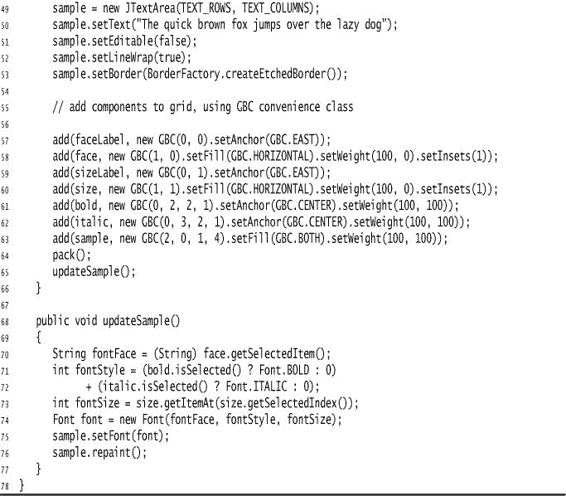 49 sample = new JTextArea(TEXT_ROWS, TEXT_COLUMNS);
50 sample.setText("The quick brown fox jumps over the lazy dog");
51 sample.setEditable(false);
52 sample.setLineWrap(true);
53 sample.setBorder(BorderFactory.createEtchedBorder());
54
55 // add components to grid, using GBC convenience class
56
57 add(faceLabel, new GBC(0, 0).setAnchor(GBC.EAST));
58 add(face, new GBC(1, 0).setFill(GBC.HORIZONTAL).setWeight(100, 0).setInsets(1));
59 add(sizeLabel, new GBC(0, 1).setAnchor(GBC.EAST));
60 add(size, new GBC(1, 1).setFill(GBC.HORIZONTAL).setWeight(100, 0).setInsets(1));
61 add(bold, new GBC(0, 2, 2, 1).setAnchor(GBC.CENTER).setWeight(100, 100));
62 add(italic, new GBC(0, 3, 2, 1).setAnchor(GBC.CENTER).setWeight(100, 100));
63 add(sample, new GBC(2, 0, 1, 4).setFill(GBC.BOTH).setWeight(100, 100));
64 pack();
65 updateSample();
66 }
67
68 public void updateSample()
69 {
70 String fontFace = (String) face.getSelectedItem();
71 int fontStyle = (bold.isSelected() ? Font.BOLD : 0)
72 + (italic.isSelected() ? Font.ITALIC : 0);
73 int fontSize = size.getItemAt(size.getSelectedIndex());
74 Font font = new Font(fontFace, fontStyle, fontSize);
75 sample.setFont(font);
76 sample.repaint();
77 }
78 }